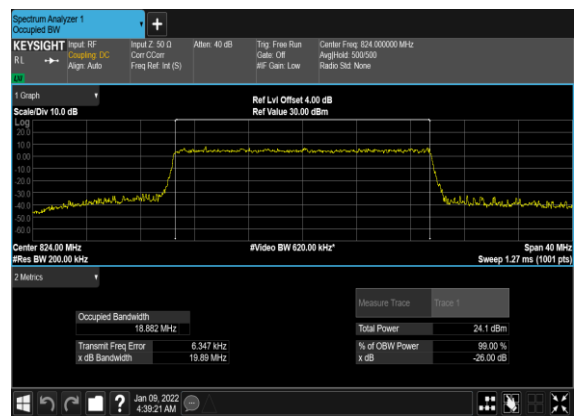 Spectrum Analyzer 1
Occupied BW
KEYSIGHT Input: RF Input Z: 50 Ω Atten: 40 dB Trig: Free Run Center Freq: 824.000000 MHz
RL Coupling: DC Corr CCorr Gate: Off Avg|Hold: 500/500
Align: Auto Freq Ref: Int (S) #IF Gain: Low Radio Std: None
1 Graph
Ref Lvl Offset 4.00 dB
Scale/Div 10.0 dB Ref Value 30.00 dBm
Log
20.0
10.0
0.00
-10.0
-20.0
-30.0
-40.0
-50.0
-60.0
Center 824.00 MHz #Video BW 620.00 kHz* Span 40 MHz
#Res BW 200.00 kHz Sweep 1.27 ms (1001 pts)
2 Metrics
Measure Trace Trace 1
Occupied Bandwidth
18.882 MHz Total Power 24.1 dBm
Transmit Freq Error 6.347 kHz % of OBW Power 99.00 %
x dB Bandwidth 19.89 MHz x dB -26.00 dB
? Jan 09, 2022
4:39:21 AM